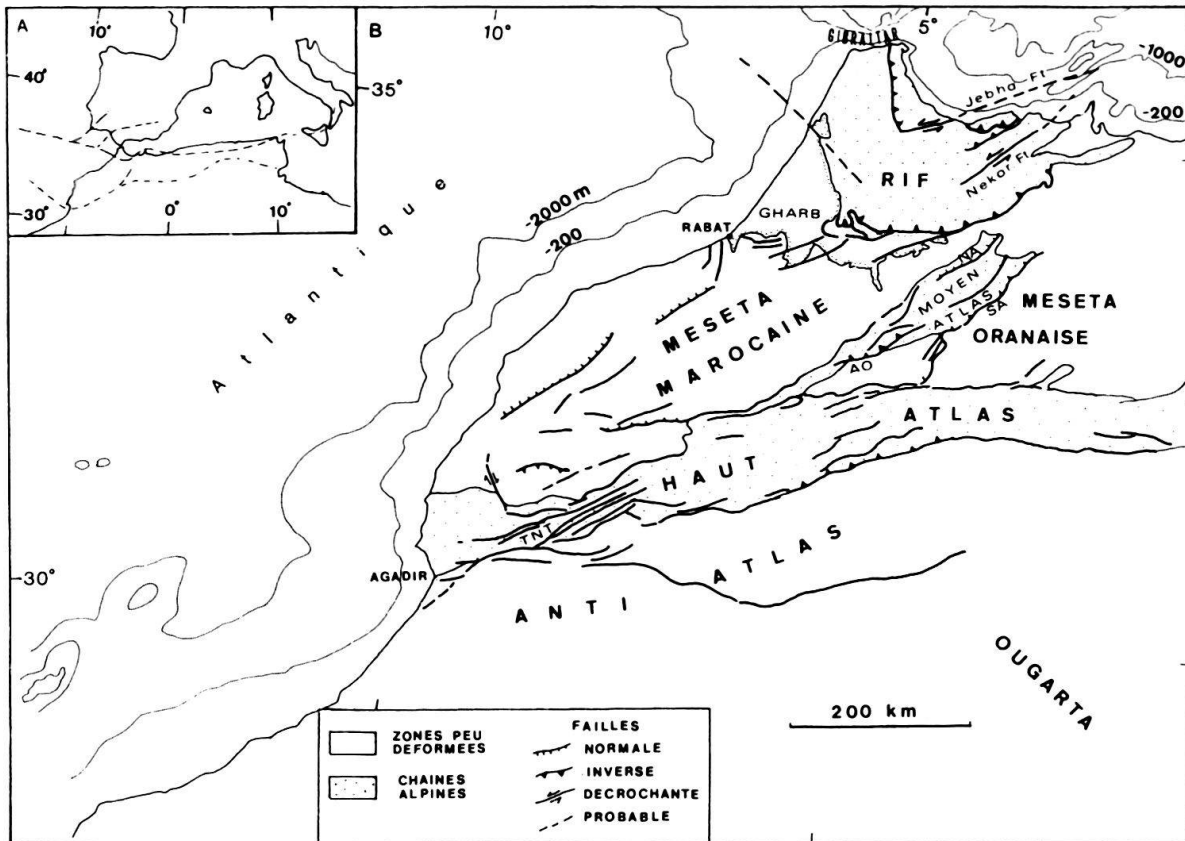 A
10°
40°
30°
0°
10°
B
10°
5°
35°
GIBRALTAR
-1000
Jebha Ft
-200
RIF
Nekor Ft
Atlantique
-2000 m
-200
GHARB
RABAT
NA
MOYEN
ATLAS
SA
MESETA
ORANAISE
MESETA
MAROCAINE
AO
ATLAS
HAUT
TNT
30°
AGADIR
ATLAS
ANTI
OUGARTA
200 km
ZONES PEU
DEFORMEES
CHAINES
ALPINES
FAILLES
NORMALE
INVERSE
DECROCHANTE
PROBABLE